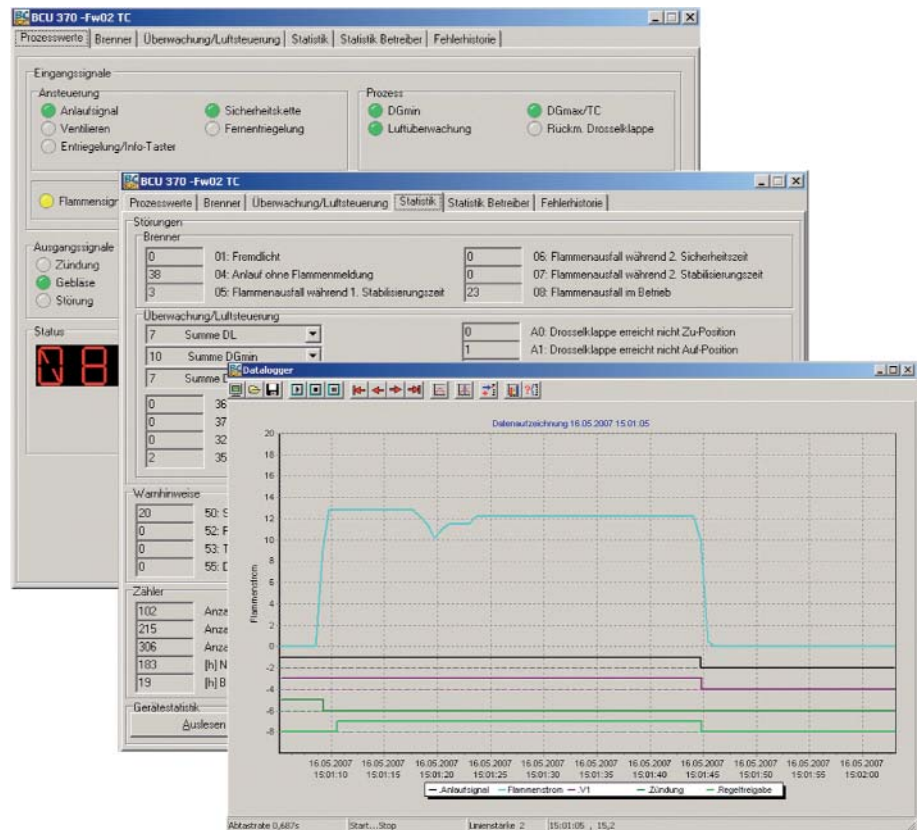 BCU 370 -Fw02 TC
Prozesswerte Brenner Überwachung/Luftsteuerung Statistik Statistik Betreiber Fehlerhistorie
Eingangssignale
Ansteuerung
Anlaufsignal Sicherheitskette
Ventilieren Fernentriegelung
Entriegelung/Info-Taster
Prozess
DGmin DGmax/TC
Luftüberwachung Rückm. Drosselklappe
Flammensigr
Ausgangssignale
Zündung
Gebläse
Störung
Status
08
BCU 370 -Fw02 TC
Prozesswerte Brenner Überwachung/Luftsteuerung Statistik Statistik Betreiber Fehlerhistorie
Störungen
Brenner
0 01: Fremdlicht 0 06: Flammenausfall während 2. Sicherheitszeit
38 04: Anlauf ohne Flammenmeldung 0 07: Flammenausfall während 2. Stabilisierungszeit
3 05: Flammenausfall während 1. Stabilisierungszeit 23 08: Flammenausfall im Betrieb
Überwachung/Luftsteuerung
7 Summe DL 0 A0: Drosselklappe erreicht nicht Zu-Position
10 Summe DGmin 1 A1: Drosselklappe erreicht nicht Auf-Position
7 Summe D
0 36
0 37
0 32
2 35
Warnhinweise
20 50: S
0 52: F
0 53: T
0 55: D
Zähler
102 Anza
215 Anza
306 Anza
183 [h] N
19 [h] B
Gerätestatistik
Auslesen
Datalogger
Datenaufzeichnung 16.05.2007 15:01:05
Flammenstrom
20
18
16
14
12
10
8
6
4
2
0
-2
-4
-6
-8
16.05.2007 16.05.2007 16.05.2007 16.05.2007 16.05.2007 16.05.2007 16.05.2007 16.05.2007 16.05.2007 16.05.2007 16.05.2007
15:01:10 15:01:15 15:01:20 15:01:25 15:01:30 15:01:35 15:01:40 15:01:45 15:01:50 15:01:55 15:02:00
.Anlaufsignal Flammenstrom .V1 .Zündung .Regelfreigabe
Abtastrate 0,687s Start...Stop Linienstärke 2 15:01:05 , 15,2